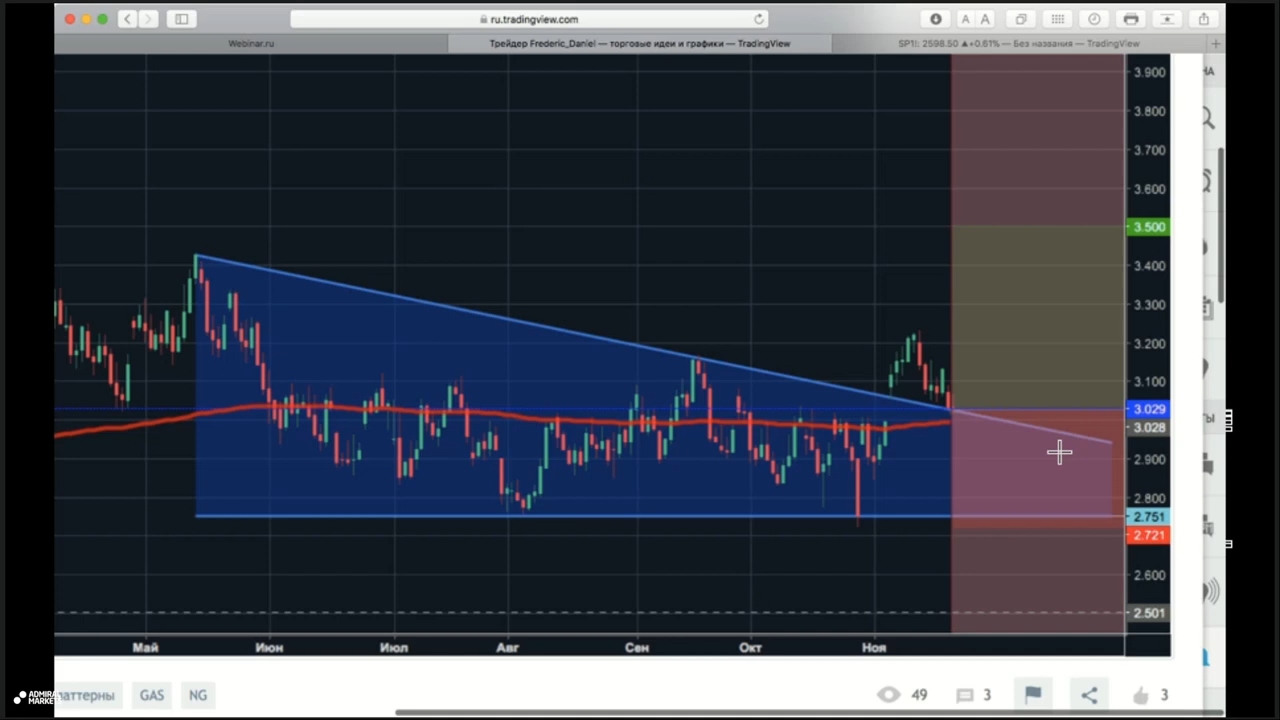 ru.tradingview.com
A A
Webinar.ru
Трейдер Frederic_Daniel — торговые идеи и графики — TradingView
SP1!: 2598.50 ▲+0.61% — Без названия — TradingView
3.900
3.800
3.700
3.600
3.500
3.400
3.300
3.200
3.100
3.029
3.028
2.900
2.800
2.751
2.721
2.600
2.501
Май
Июн
Июл
Авг
Сен
Окт
Ноя
аттерны
GAS
NG
49
3
3
ADMIRAL
MARKE